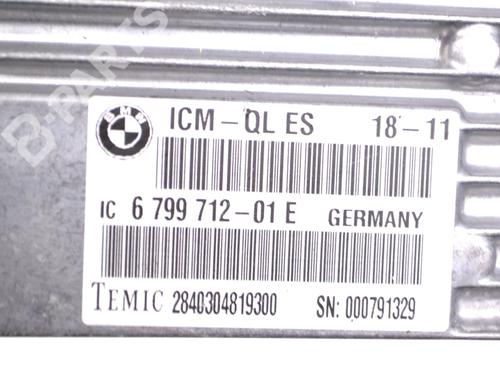 B-PARTS
BMW
ICM-QL ES 18-11
IC 6 799 712-01 E GERMANY
TEMIC 2840304819300 SN: 000791329